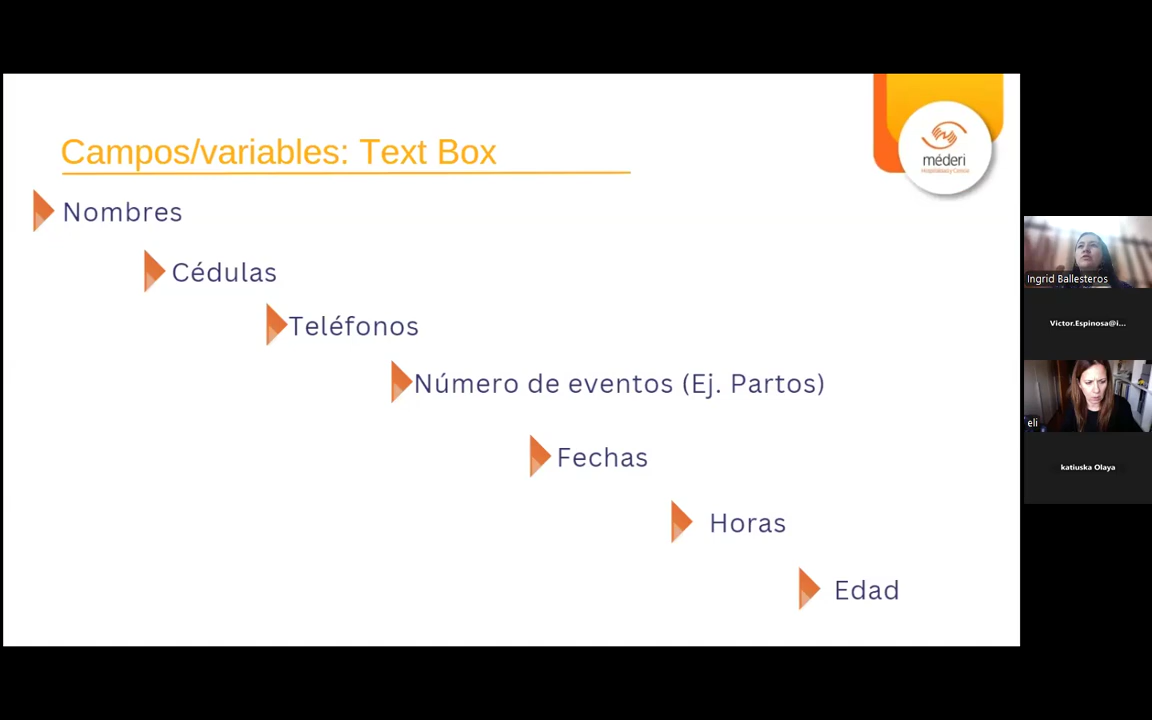 Campos/variables: Text Box
méderi
Hospitalidad y Ciencia
Nombres
Cédulas
Teléfonos
Número de eventos (Ej. Partos)
Fechas
Horas
Edad
Ingrid Ballesteros
Victor.Espinosa@i...
eli
katiuska Olaya